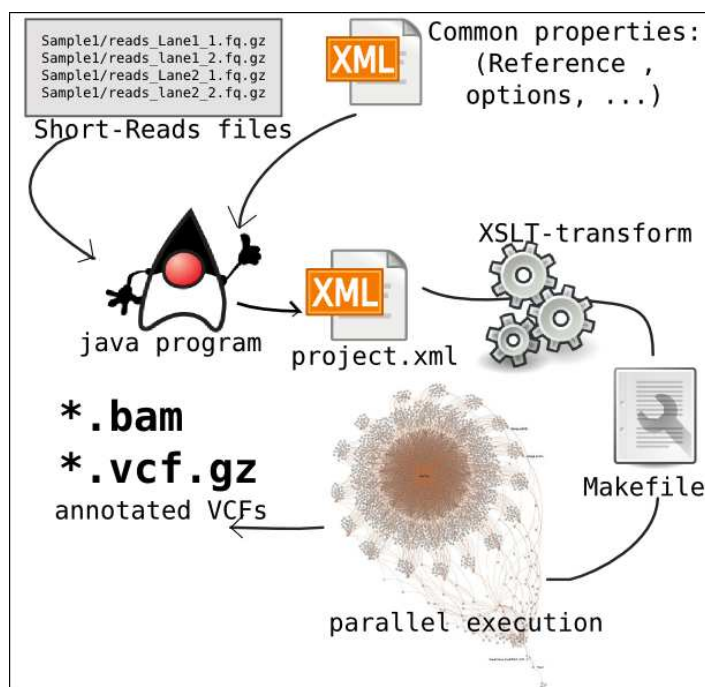 Sample1/reads_Lane1_1.fq.gz
Sample1/reads_lane1_2.fq.gz
Sample1/reads_Lane2_1.fq.gz
Sample1/reads_lane2_2.fq.gz
Short-Reads files
XML
Common properties:
(Reference ,
options, ...)
java program
XML
project.xml
XSLT-transform
Makefile
parallel execution
*.bam
*.vcf.gz
annotated VCFs